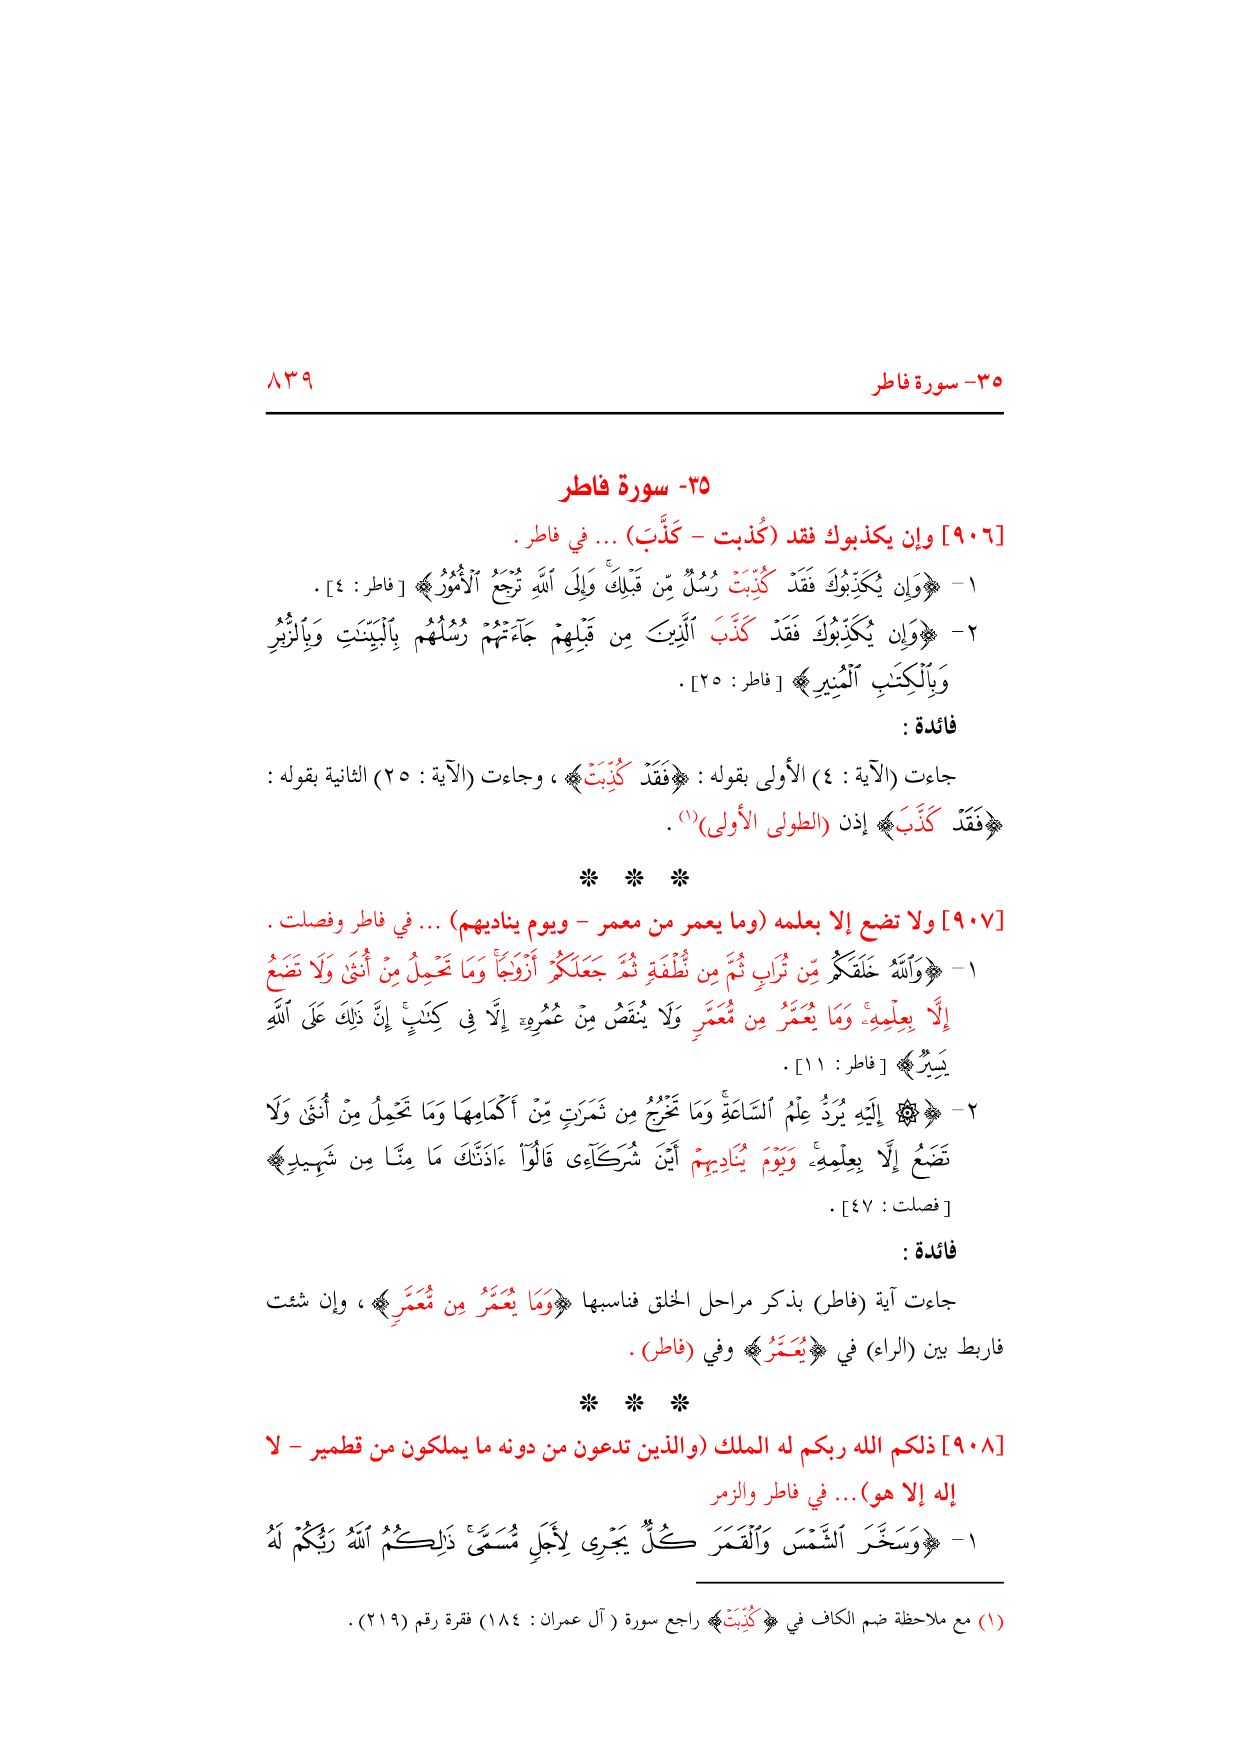 ٣٥- سورة فاطر
٨٣٩
٣٥- سورة فاطر
[٩٠٦] وإن يكذبوك فقد (كُذبت - كَذَّبَ) ... في فاطر .
١- ﴿وَإِن يُكَذِّبُوكَ فَقَدۡ كُذِّبَتۡ رُسُلٞ مِّن قَبۡلِكَۚ وَإِلَى ٱللَّهِ تُرۡجَعُ ٱلۡأُمُورُ﴾ [فاطر : ٤] .
٢- ﴿وَإِن يُكَذِّبُوكَ فَقَدۡ كَذَّبَ ٱلَّذِينَ مِن قَبۡلِهِمۡ جَآءَتۡهُمۡ رُسُلُهُم بِٱلۡبَيِّنَٰتِ وَبِٱلزُّبُرِ
وَبِٱلۡكِتَٰبِ ٱلۡمُنِيرِ﴾ [فاطر : ٢٥] .
فائدة :
جاءت (الآية : ٤) الأولى بقوله : ﴿فَقَدۡ كُذِّبَتۡ﴾ ، وجاءت (الآية : ٢٥) الثانية بقوله :
﴿فَقَدۡ كَذَّبَ﴾ إذن (الطولى الأولى)(١) .
* * *
[٩٠٧] ولا تضع إلا بعلمه (وما يعمر من معمر - ويوم يناديهم) ... في فاطر وفصلت .
١- ﴿وَٱللَّهُ خَلَقَكُم مِّن تُرَابٖ ثُمَّ مِن نُّطۡفَةٖ ثُمَّ جَعَلَكُمۡ أَزۡوَٰجٗاۚ وَمَا تَحۡمِلُ مِنۡ أُنثَىٰ وَلَا تَضَعُ
إِلَّا بِعِلۡمِهِۦۚ وَمَا يُعَمَّرُ مِن مُّعَمَّرٖ وَلَا يُنقَصُ مِنۡ عُمُرِهِۦٓ إِلَّا فِي كِتَٰبٍۚ إِنَّ ذَٰلِكَ عَلَى ٱللَّهِ
يَسِيرٞ﴾ [فاطر : ١١] .
٢- ﴿۞ إِلَيۡهِ يُرَدُّ عِلۡمُ ٱلسَّاعَةِۚ وَمَا تَخۡرُجُ مِن ثَمَرَٰتٖ مِّنۡ أَكۡمَامِهَا وَمَا تَحۡمِلُ مِنۡ أُنثَىٰ وَلَا
تَضَعُ إِلَّا بِعِلۡمِهِۦۚ وَيَوۡمَ يُنَادِيهِمۡ أَيۡنَ شُرَكَآءِي قَالُوٓاْ ءَاذَنَّٰكَ مَا مِنَّا مِن شَهِيدٖ﴾
[فصلت : ٤٧] .
فائدة :
جاءت آية (فاطر) بذكر مراحل الخلق فناسبها ﴿وَمَا يُعَمَّرُ مِن مُّعَمَّرٖ﴾ ، وإن شئت
فاربط بين (الراء) في ﴿يُعَمَّرُ﴾ وفي (فاطر) .
* * *
[٩٠٨] ذلكم الله ربكم له الملك (والذين تدعون من دونه ما يملكون من قطمير - لا
إله إلا هو)... في فاطر والزمر
١- ﴿وَسَخَّرَ ٱلشَّمۡسَ وَٱلۡقَمَرَ كُلّٞ يَجۡرِي لِأَجَلٖ مُّسَمّٗىۚ ذَٰلِكُمُ ٱللَّهُ رَبُّكُمۡ لَهُ
(١) مع ملاحظة ضم الكاف في ﴿كُذِّبَتۡ﴾ راجع سورة (آل عمران : ١٨٤) فقرة رقم (٢١٩) .